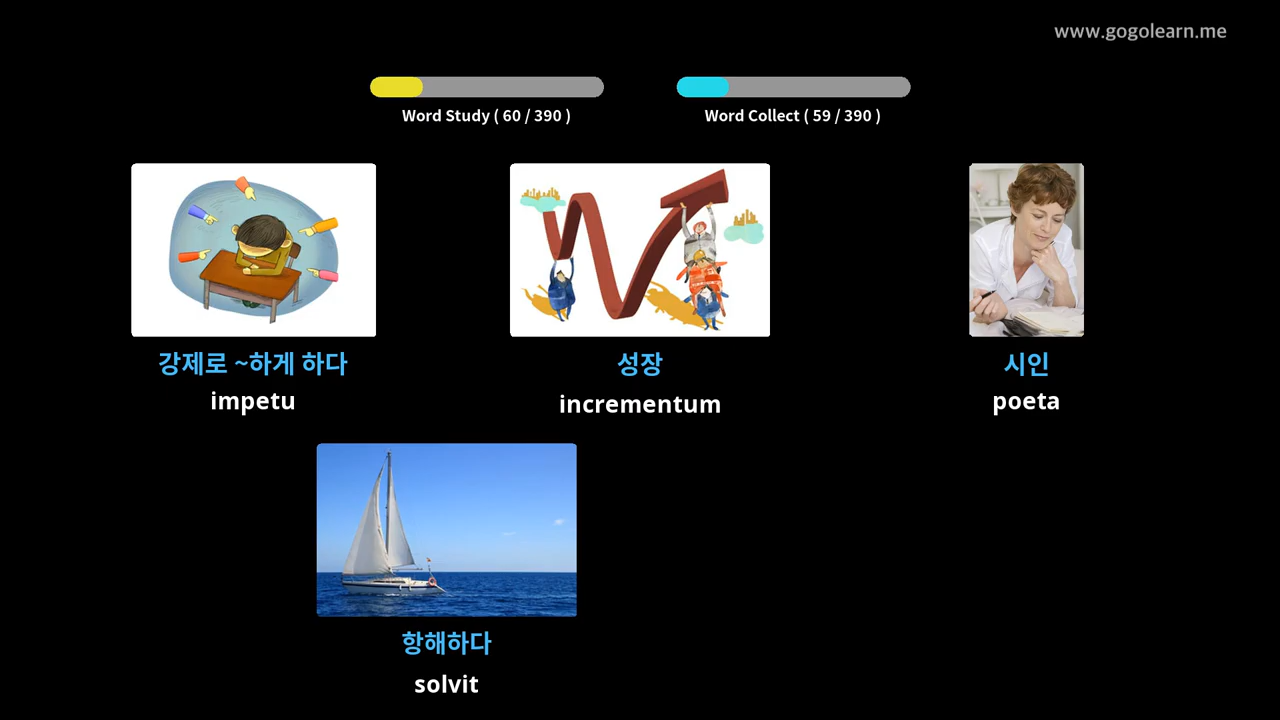 www.gogolearn.me
Word Study ( 60 / 390 )
Word Collect ( 59 / 390 )
강제로 ~하게 하다
impetu
성장
incrementum
시인
poeta
항해하다
solvit